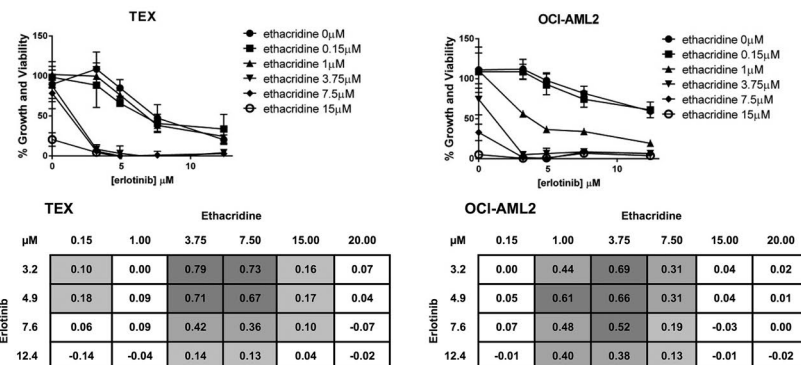 TEX
% Growth and Viability
150
100
50
0
0
5
10
[erlotinib] μM
ethacridine 0μM
ethacridine 0.15μM
ethacridine 1μM
ethacridine 3.75μM
ethacridine 7.5μM
ethacridine 15μM
OCI-AML2
% Growth and Viability
150
100
50
0
0
5
10
[erlotinib] μM
ethacridine 0μM
ethacridine 0.15μM
ethacridine 1μM
ethacridine 3.75μM
ethacridine 7.5μM
ethacridine 15μM
TEX
Ethacridine
μM 0.15 1.00 3.75 7.50 15.00 20.00
Erlotinib
3.2 0.10 0.00 0.79 0.73 0.16 0.07
4.9 0.18 0.09 0.71 0.67 0.17 0.04
7.6 0.06 0.09 0.42 0.36 0.10 -0.07
12.4 -0.14 -0.04 0.14 0.13 0.04 -0.02
OCI-AML2
Ethacridine
μM 0.15 1.00 3.75 7.50 15.00 20.00
Erlotinib
3.2 0.00 0.44 0.69 0.31 0.04 0.02
4.9 0.05 0.61 0.66 0.31 0.04 0.01
7.6 0.07 0.48 0.52 0.19 -0.03 0.00
12.4 -0.01 0.40 0.38 0.13 -0.01 -0.02